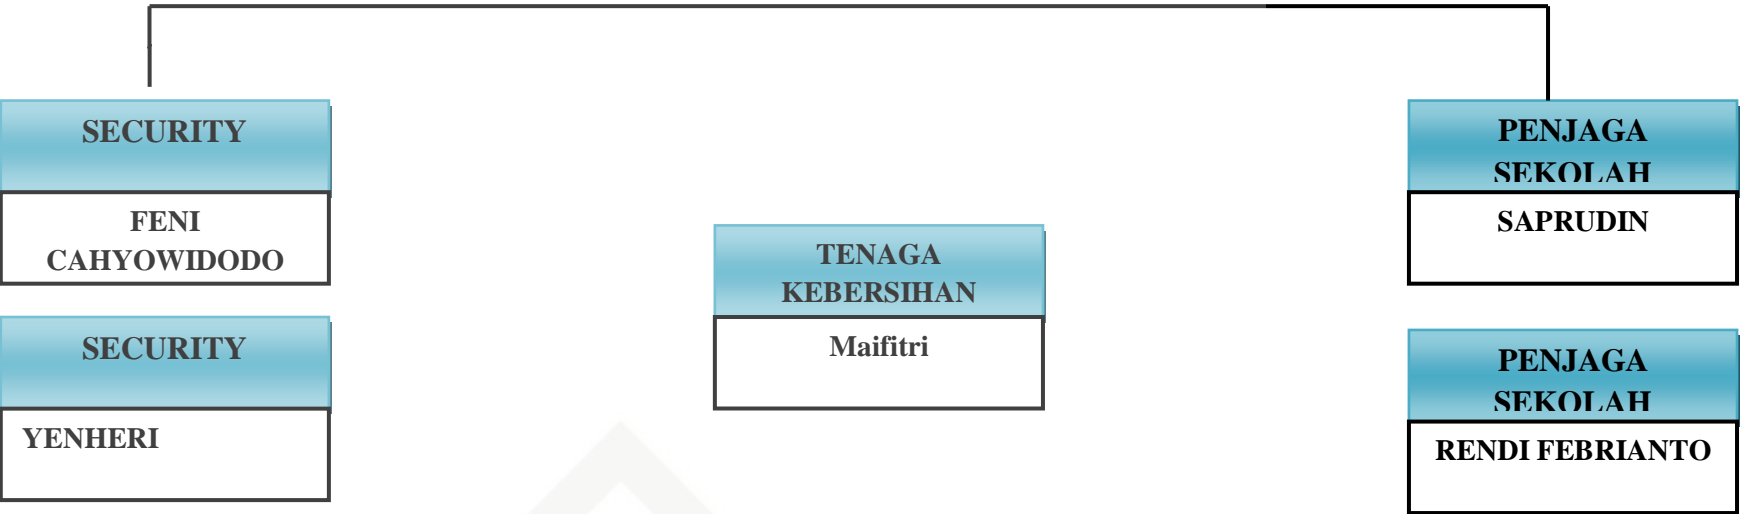 SECURITY
FENI
CAHYOWIDODO
SECURITY
YENHERI
TENAGA
KEBERSIHAN
Maifitri
PENJAGA
SEKOLAH
SAPRUDIN
PENJAGA
SEKOLAH
RENDI FEBRIANTO